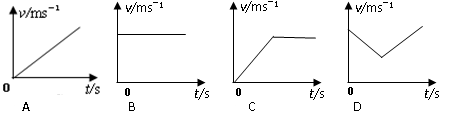 v/ms⁻¹ v/ms⁻¹ v/ms⁻¹ v/ms⁻¹
0 t/s 0 t/s 0 t/s 0 t/s
A B C D